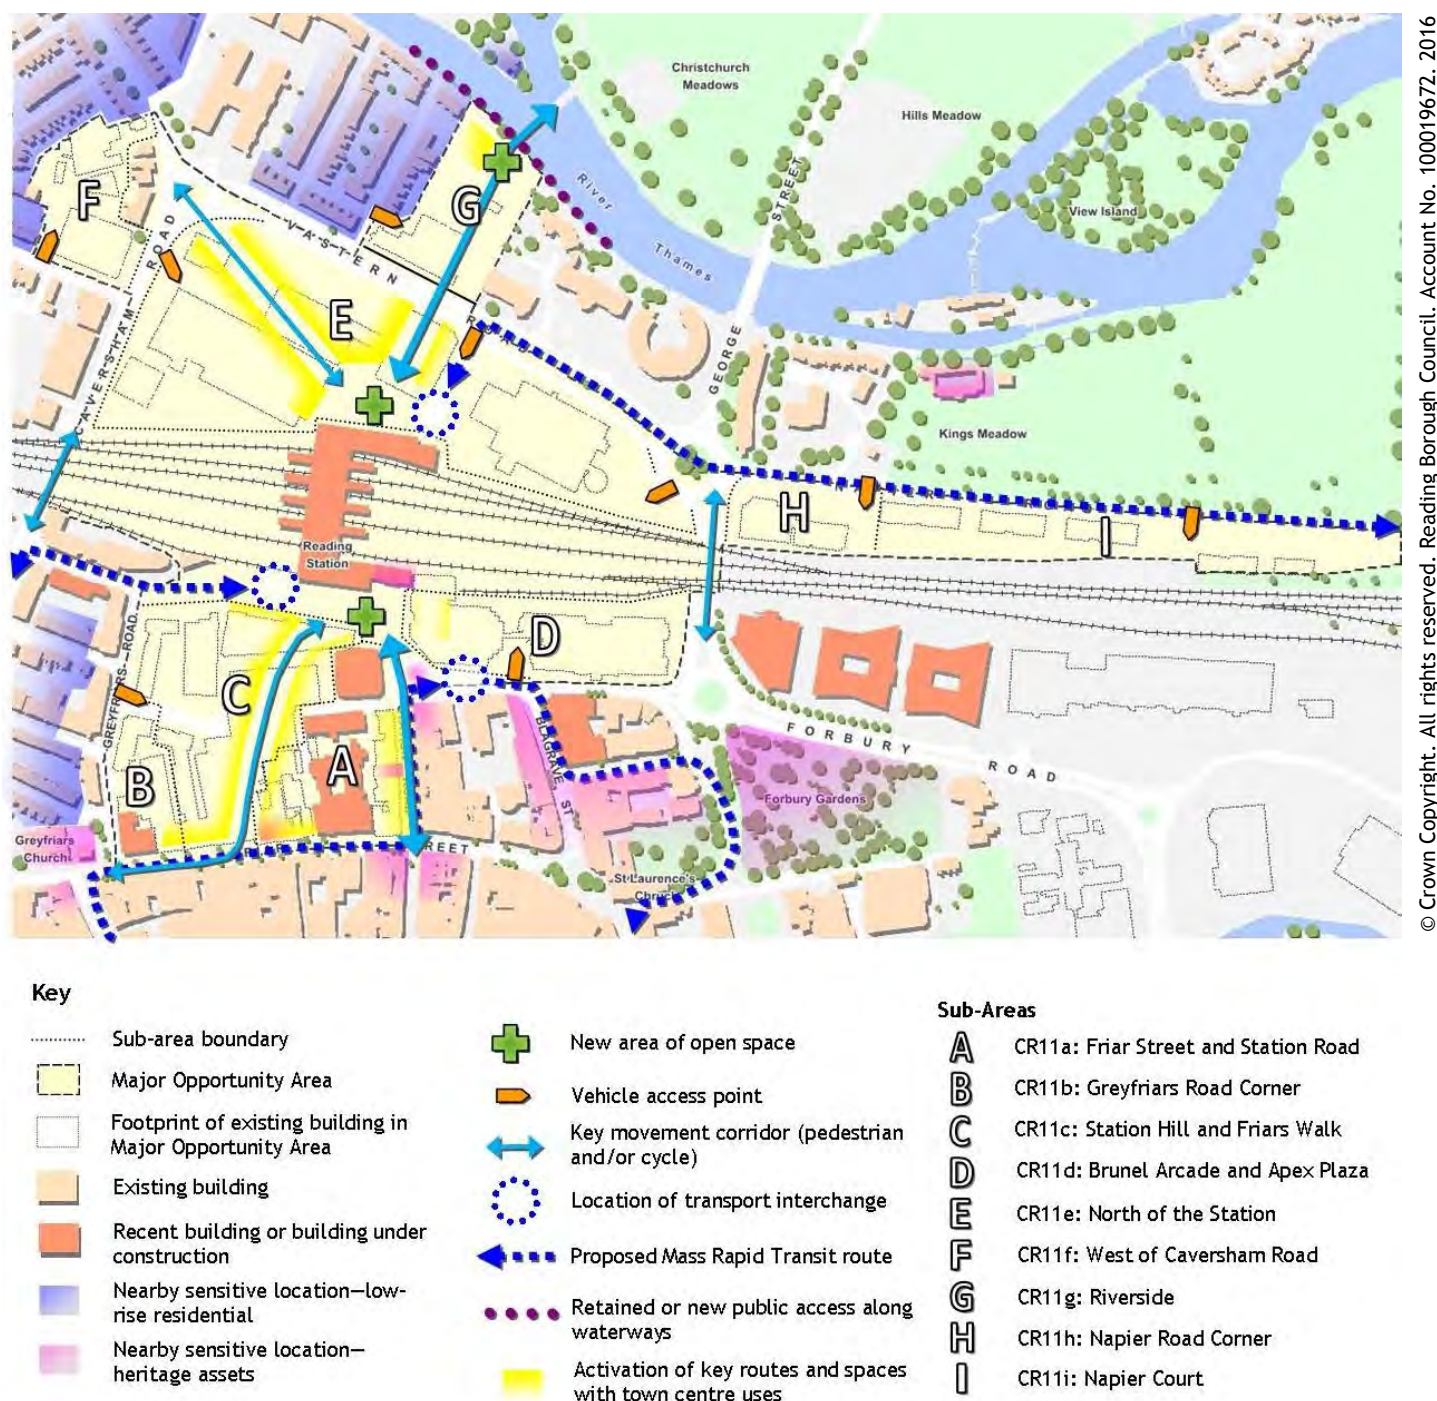 Christchurch
Meadows
Hills Meadow
View Island
River
Thames
GEORGE
STREET
VASTERN
ROAD
CAVERSHAM
ROAD
Kings Meadow
NAPIER
ROAD
Reading
Station
GREYFRIARS ROAD
BLAGRAVE ST
FORBURY
ROAD
Forbury Gardens
Greyfriars
Church
St Laurence's
Church
STREET
F
G
E
H
I
D
C
B
A
© Crown Copyright. All rights reserved. Reading Borough Council. Account No. 100019672. 2016
Key
Sub-area boundary
Major Opportunity Area
Footprint of existing building in
Major Opportunity Area
Existing building
Recent building or building under
construction
Nearby sensitive location—low-
rise residential
Nearby sensitive location—
heritage assets
New area of open space
Vehicle access point
Key movement corridor (pedestrian
and/or cycle)
Location of transport interchange
Proposed Mass Rapid Transit route
Retained or new public access along
waterways
Activation of key routes and spaces
with town centre uses
Sub-Areas
A CR11a: Friar Street and Station Road
B CR11b: Greyfriars Road Corner
C CR11c: Station Hill and Friars Walk
D CR11d: Brunel Arcade and Apex Plaza
E CR11e: North of the Station
F CR11f: West of Caversham Road
G CR11g: Riverside
H CR11h: Napier Road Corner
I CR11i: Napier Court